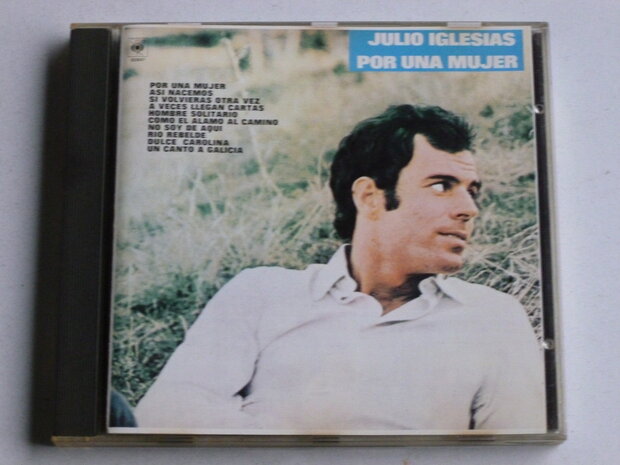 JULIO IGLESIAS
POR UNA MUJER
POR UNA MUJER
ASI NACEMOS
SI VOLVIERAS OTRA VEZ
A VECES LLEGAN CARTAS
HOMBRE SOLITARIO
COMO EL ALAMO AL CAMINO
NO SOY DE AQUI
RIO REBELDE
DULCE CAROLINA
UN CANTO A GALICIA